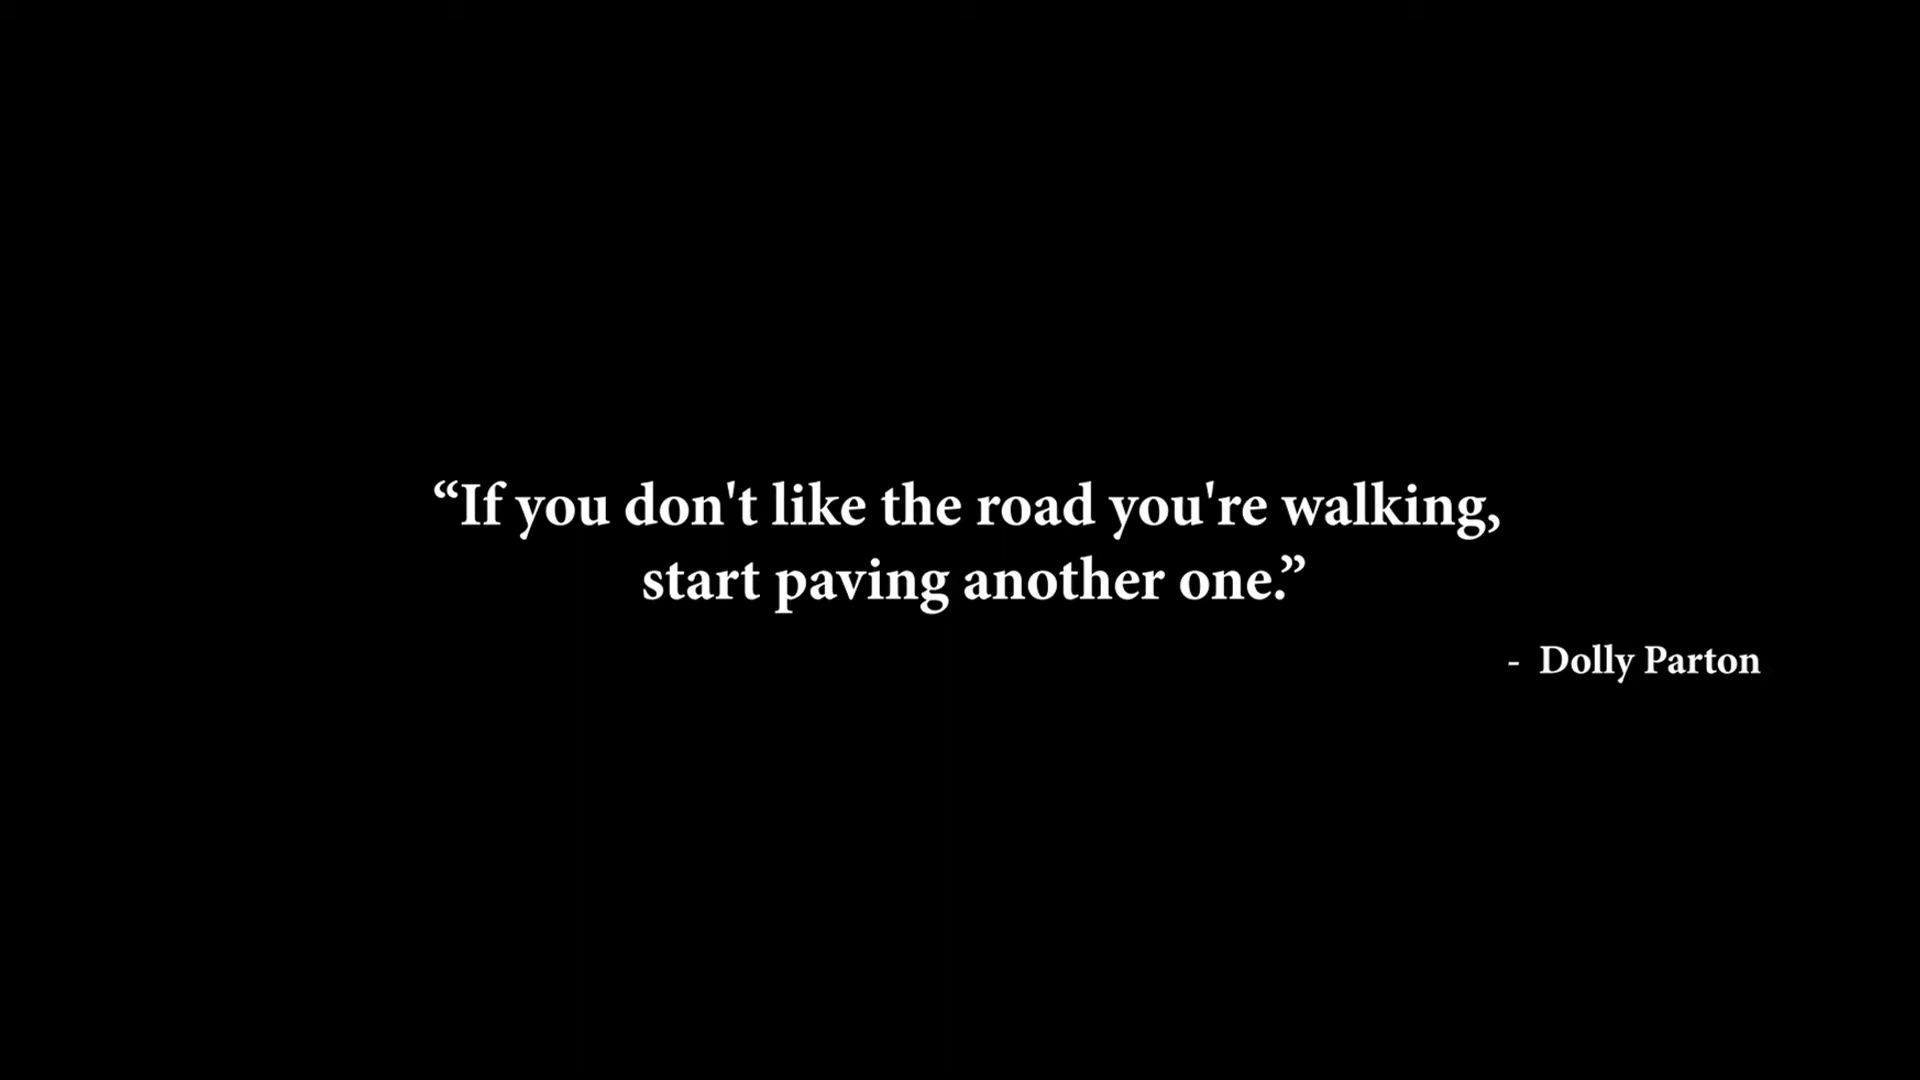 “If you don't like the road you're walking,
start paving another one.”
- Dolly Parton